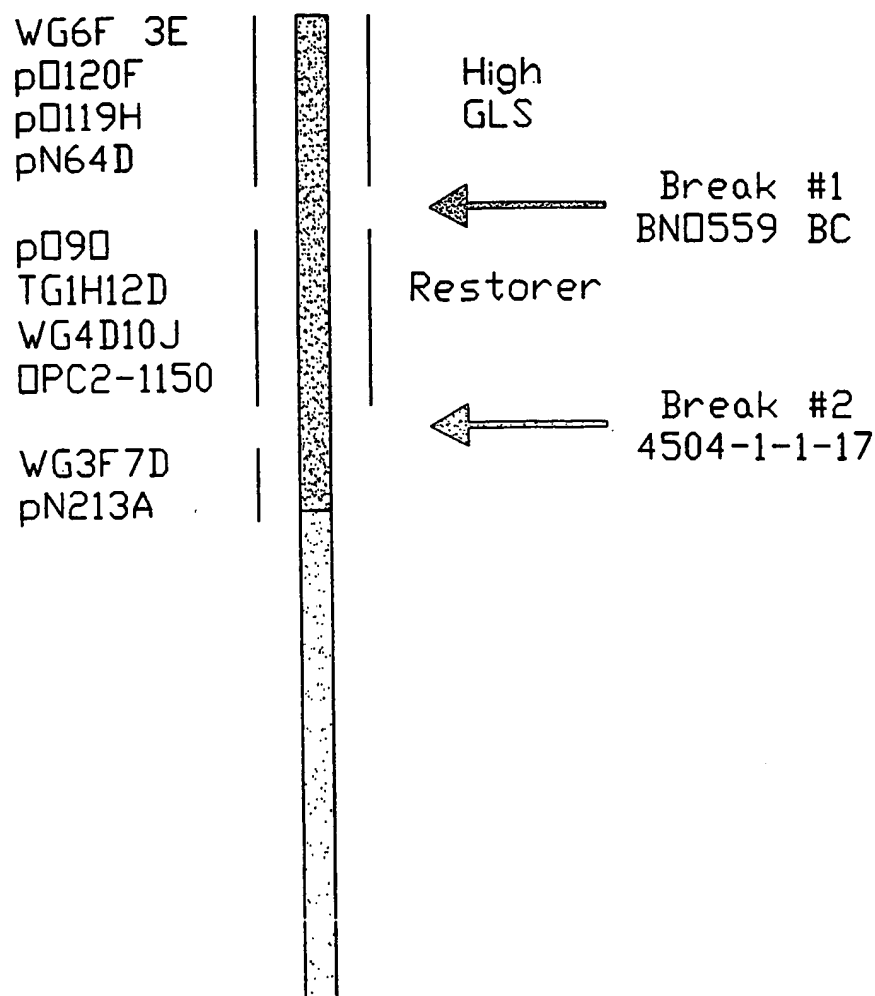 WG6F 3E
pO120F
pO119H
pN64D
High
GLS
Break #1
BNO559 BC
pO9O
TG1H12D
WG4D10J
OPC2-1150
Restorer
Break #2
4504-1-1-17
WG3F7D
pN213A